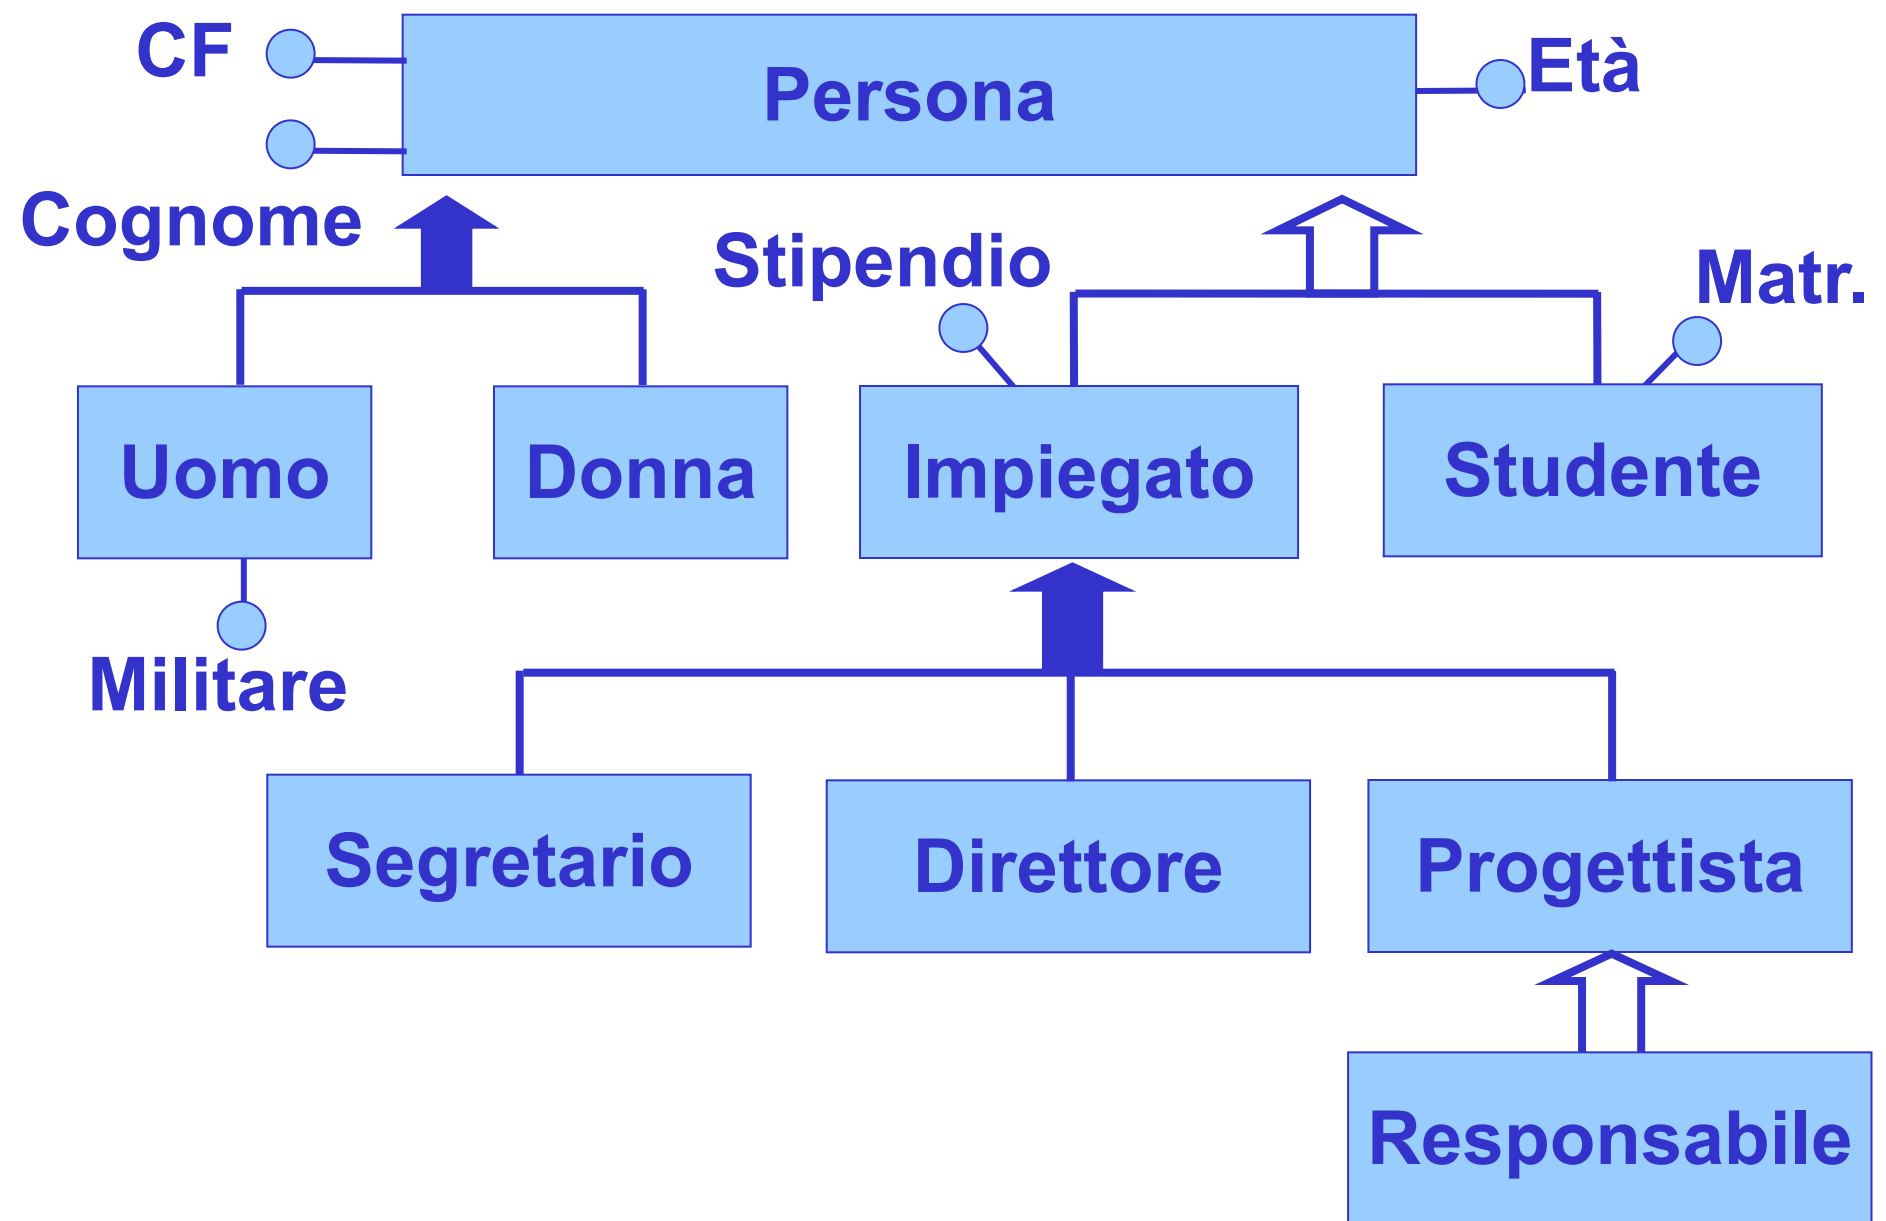 CF
Persona
Età
Cognome
Stipendio
Matr.
Uomo
Donna
Impiegato
Studente
Militare
Segretario
Direttore
Progettista
Responsabile